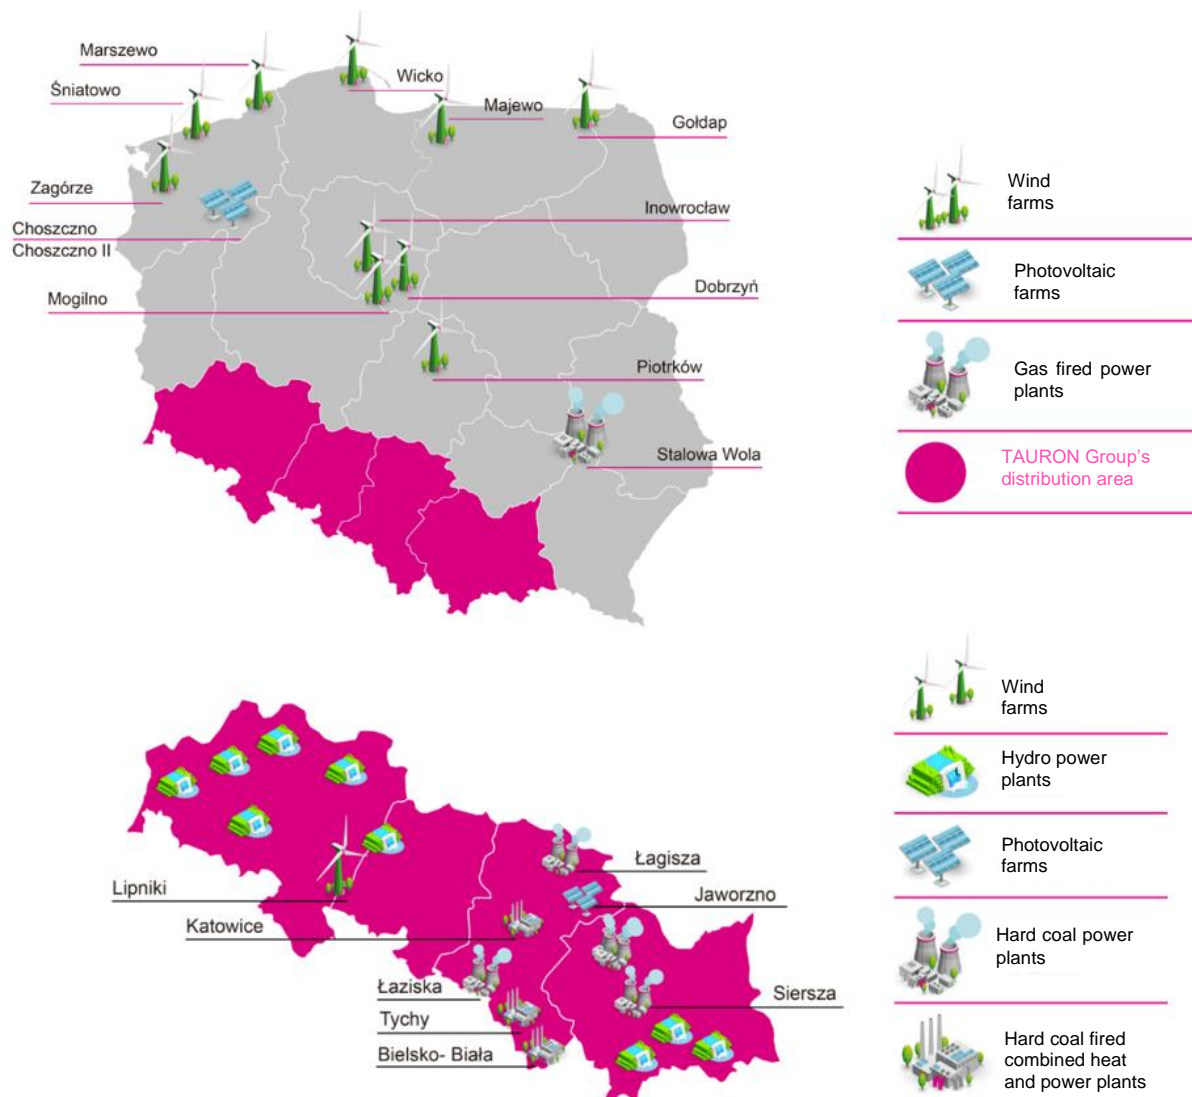 Marszewo
Śniatowo
Wicko
Majewo
Gołdap
Zagórze
Choszczno
Choszczno II
Inowrocław
Mogilno
Dobrzyń
Piotrków
Stalowa Wola
Wind
farms
Photovoltaic
farms
Gas fired power
plants
TAURON Group's
distribution area
Łagisza
Lipniki
Jaworzno
Katowice
Łaziska
Siersza
Tychy
Bielsko- Biała
Wind
farms
Hydro power
plants
Photovoltaic
farms
Hard coal power
plants
Hard coal fired
combined heat
and power plants